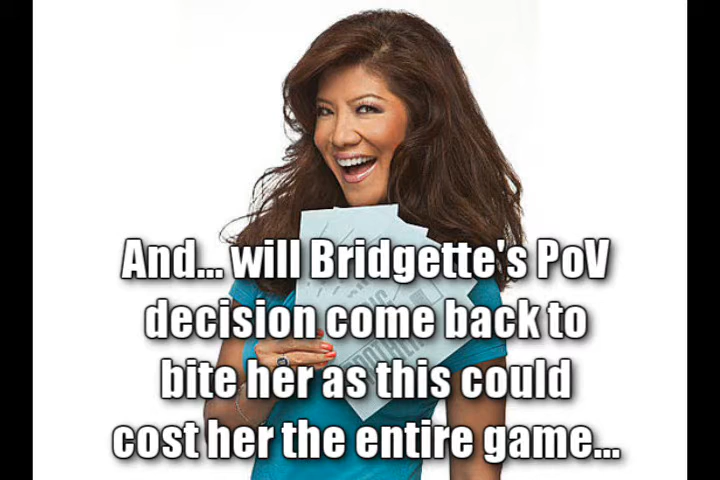 And... will Bridgette's PoV
decision come back to
bite her as this could
cost her the entire game...